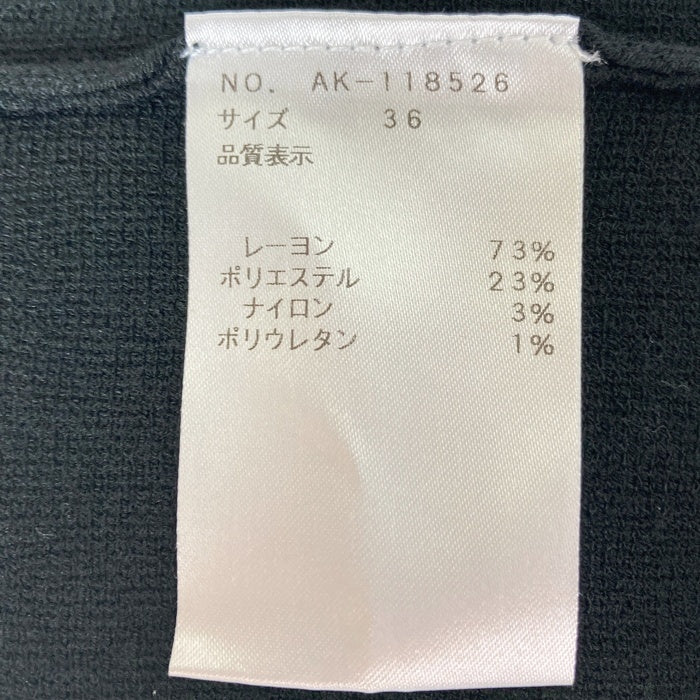 NO. AK-118526
サイズ 36
品質表示
レーヨン 73%
ポリエステル 23%
ナイロン 3%
ポリウレタン 1%